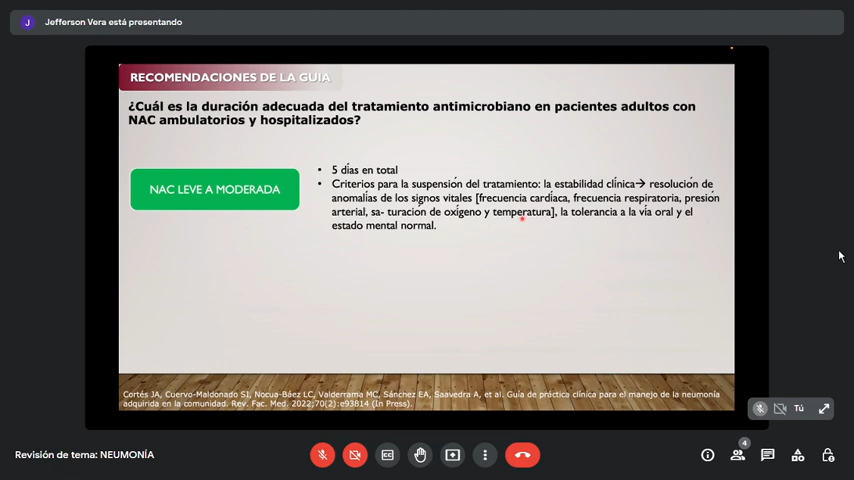 J Jefferson Vera está presentando
RECOMENDACIONES DE LA GUIA
¿Cuál es la duración adecuada del tratamiento antimicrobiano en pacientes adultos con
NAC ambulatorios y hospitalizados?
NAC LEVE A MODERADA
• 5 días en total
• Criterios para la suspensión del tratamiento: la estabilidad clínica→ resolución de
anomalías de los signos vitales [frecuencia cardíaca, frecuencia respiratoria, presión
arterial, sa- turación de oxígeno y temperatura], la tolerancia a la vía oral y el
estado mental normal.
Cortés JA, Cuervo-Maldonado SI, Nocua-Báez LC, Valderrama MC, Sánchez EA, Saavedra A, et al. Guía de práctica clínica para el manejo de la neumonía
adquirida en la comunidad. Rev. Fac. Med. 2022;70(2):e93814 (In Press).
Tú
Revisión de tema: NEUMONÍA
CC
4